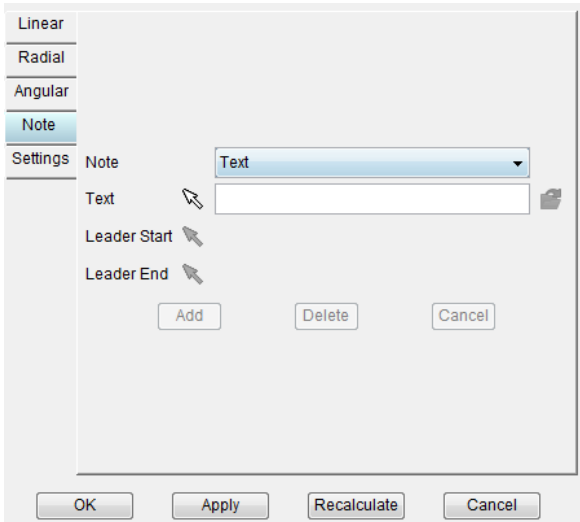 Linear
Radial
Angular
Note
Settings
Note Text
Text
Leader Start
Leader End
Add Delete Cancel
OK Apply Recalculate Cancel